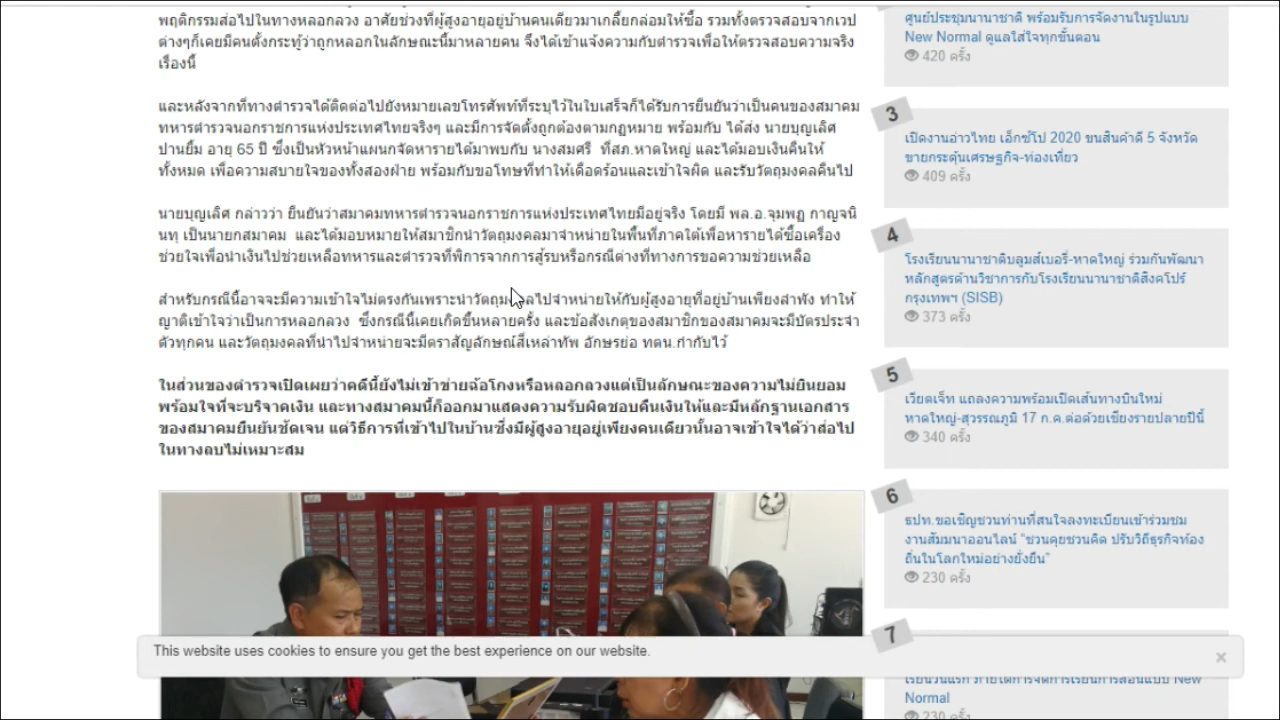 พฤติกรรมส่อไปในทางหลอกลวง อาศัยช่วงที่ผู้สูงอายุอยู่บ้านคนเดียวมาเกลี้ยกล่อมให้ซื้อ รวมทั้งตรวจสอบจากเวป
ต่างๆก็เคยมีคนตั้งกระทู้ว่าถูกหลอกในลักษณะนี้มาหลายคน จึงได้เข้าแจ้งความกับตำรวจเพื่อให้ตรวจสอบความจริง
เรื่องนี้
และหลังจากที่ทางตำรวจได้ติดต่อไปยังหมายเลขโทรศัพท์ที่ระบุไว้ในใบเสร็จก็ได้รับการยืนยันว่าเป็นคนของสมาคม
ทหารตำรวจนอกราชการแห่งประเทศไทยจริงๆ และมีการจัดตั้งถูกต้องตามกฎหมาย พร้อมกับ ได้ส่ง นายบุญเลิศ
ปานยิ้ม อายุ 65 ปี ซึ่งเป็นหัวหน้าแผนกจัดหารายได้มาพบกับ นางสมศรี ที่สภ.หาดใหญ่ และได้มอบเงินคืนให้
ทั้งหมด เพื่อความสบายใจของทั้งสองฝ่าย พร้อมกับขอโทษที่ทำให้เดือดร้อนและเข้าใจผิด และรับวัตถุมงคลคืนไป
นายบุญเลิศ กล่าวว่า ยืนยันว่าสมาคมทหารตำรวจนอกราชการแห่งประเทศไทยมีอยู่จริง โดยมี พล.อ.จุมพฏ กาญจนิ
นทุ เป็นนายกสมาคม และได้มอบหมายให้สมาชิกนำวัตถุมงคลมาจำหน่ายในพื้นที่ภาคใต้เพื่อหารายได้ซื้อเครื่อง
ช่วยใจเพื่อนำเงินไปช่วยเหลือทหารและตำรวจที่พิการจากการสู้รบหรือกรณีต่างที่ทางการขอความช่วยเหลือ
สำหรับกรณีนี้อาจจะมีความเข้าใจไม่ตรงกันเพราะนำวัตถุมงคลไปจำหน่ายให้กับผู้สูงอายุที่อยู่บ้านเพียงลำพัง ทำให้
ญาติเข้าใจว่าเป็นการหลอกลวง ซึ่งกรณีนี้เคยเกิดขึ้นหลายครั้ง และข้อสังเกตุของสมาชิกของสมาคมจะมีบัตรประจำ
ตัวทุกคน และวัตถุมงคลที่นำไปจำหน่ายจะมีตราสัญลักษณ์สี่เหล่าทัพ อักษรย่อ ทตน.กำกับไว้
ในส่วนของตำรวจเปิดเผยว่าคดีนี้ยังไม่เข้าข่ายฉ้อโกงหรือหลอกลวงแต่เป็นลักษณะของความไม่ยินยอม
พร้อมใจที่จะบริจาคเงิน และทางสมาคมนี้ก็ออกมาแสดงความรับผิดชอบคืนเงินให้และมีหลักฐานเอกสาร
ของสมาคมยืนยันชัดเจน แต่วิธีการที่เข้าไปในบ้านซึ่งมีผู้สูงอายุอยู่เพียงคนเดียวนั้นอาจเข้าใจได้ว่าส่อไป
ในทางลบไม่เหมาะสม
ศูนย์ประชุมนานาชาติ พร้อมรับการจัดงานในรูปแบบ
New Normal ดูแลใส่ใจทุกขั้นตอน
420 ครั้ง
3
เปิดงานอ่าวไทย เอ็กซ์โป 2020 ขนสินค้าดี 5 จังหวัด
ขายกระตุ้นเศรษฐกิจ-ท่องเที่ยว
409 ครั้ง
4
โรงเรียนนานาชาติบลูมส์เบอรี่-หาดใหญ่ ร่วมกันพัฒนา
หลักสูตรด้านวิชาการกับโรงเรียนนานาชาติสิงคโปร์
กรุงเทพฯ (SISB)
373 ครั้ง
5
เวียตเจ็ท แถลงความพร้อมเปิดเส้นทางบินใหม่
หาดใหญ่-สุวรรณภูมิ 17 ก.ค.ต่อด้วยเชียงรายปลายปีนี้
340 ครั้ง
6
ธปท.ขอเชิญชวนท่านที่สนใจลงทะเบียนเข้าร่วมชม
งานสัมมนาออนไลน์ "ชวนคุยชวนคิด ปรับวิถีธุรกิจท้อง
ถิ่นในโลกใหม่อย่างยั่งยืน"
230 ครั้ง
7
เรียนวันแรก ภายใต้การจัดการเรียนการสอนแบบ New
Normal
230 ครั้ง
This website uses cookies to ensure you get the best experience on our website.